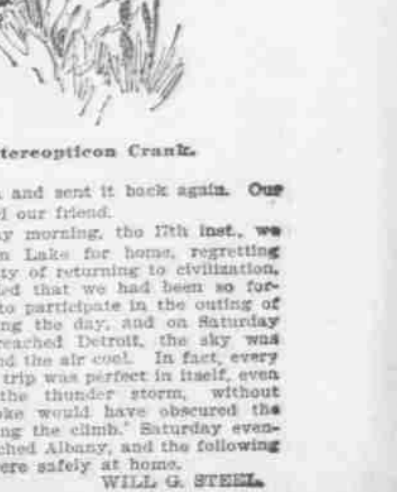 tereopticon Crank.
and sent it back again. Our
our friend.
y morning, the 17th inst., we
n Lake for home, regretting
ty of returning to civilization,
ed that we had been so for-
to participate in the outing of
ing the day, and on Saturday
reached Detroit, the sky was
d the air cool. In fact, every
trip was perfect in itself, even
the thunder storm, without
oke would have obscured the
ng the climb. Saturday even-
ched Albany, and the following
ere safely at home.
WILL G. STEEL.